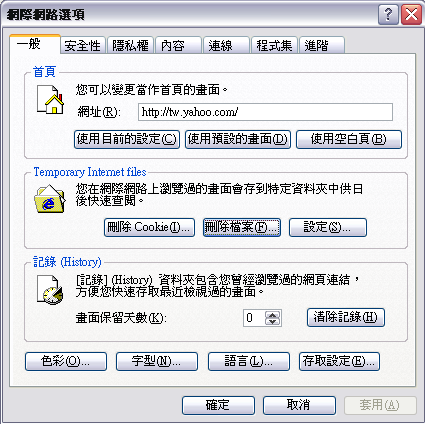 網際網路選項
一般 安全性 隱私權 內容 連線 程式集 進階
首頁
您可以變更當作首頁的畫面。
網址(R): http://tw.yahoo.com/
使用目前的設定(C) 使用預設的畫面(D) 使用空白頁(B)
Temporary Internet files
您在網際網路上瀏覽過的畫面會存到特定資料夾中供日
後快速查閱。
刪除 Cookie(I)... 刪除檔案(F)... 設定(S)...
記錄 (History)
[記錄] (History) 資料夾包含您曾經瀏覽過的網頁連結，
方便您快速存取最近檢視過的畫面。
畫面保留天數(K): 0 清除記錄(H)
色彩(O)... 字型(N)... 語言(L)... 存取設定(E)...
確定 取消 套用(A)